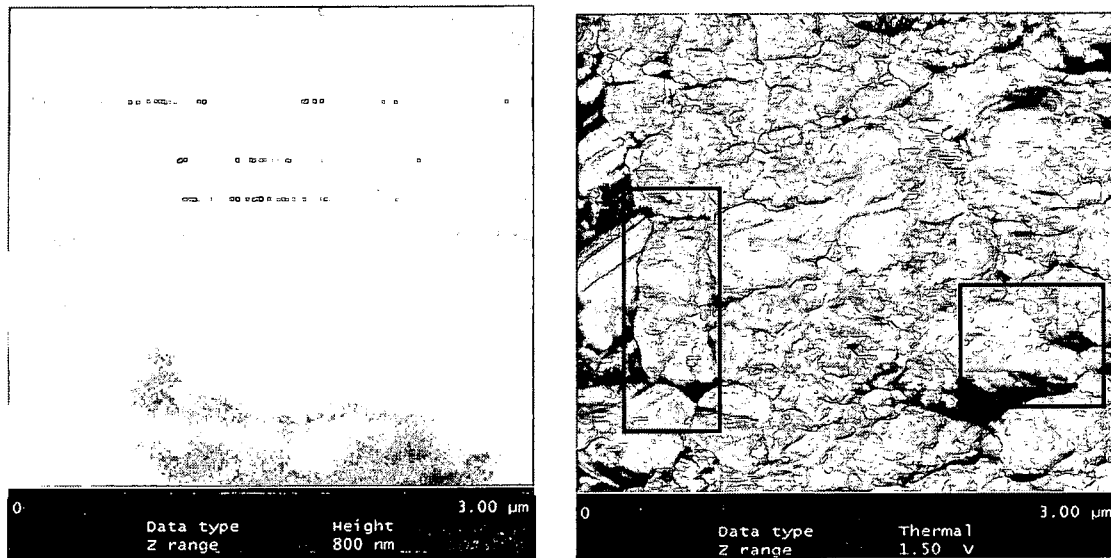 0 3.00 µm
Data type Height
Z range 800 nm
0 3.00 µm
Data type Thermal
Z range 1.50 V